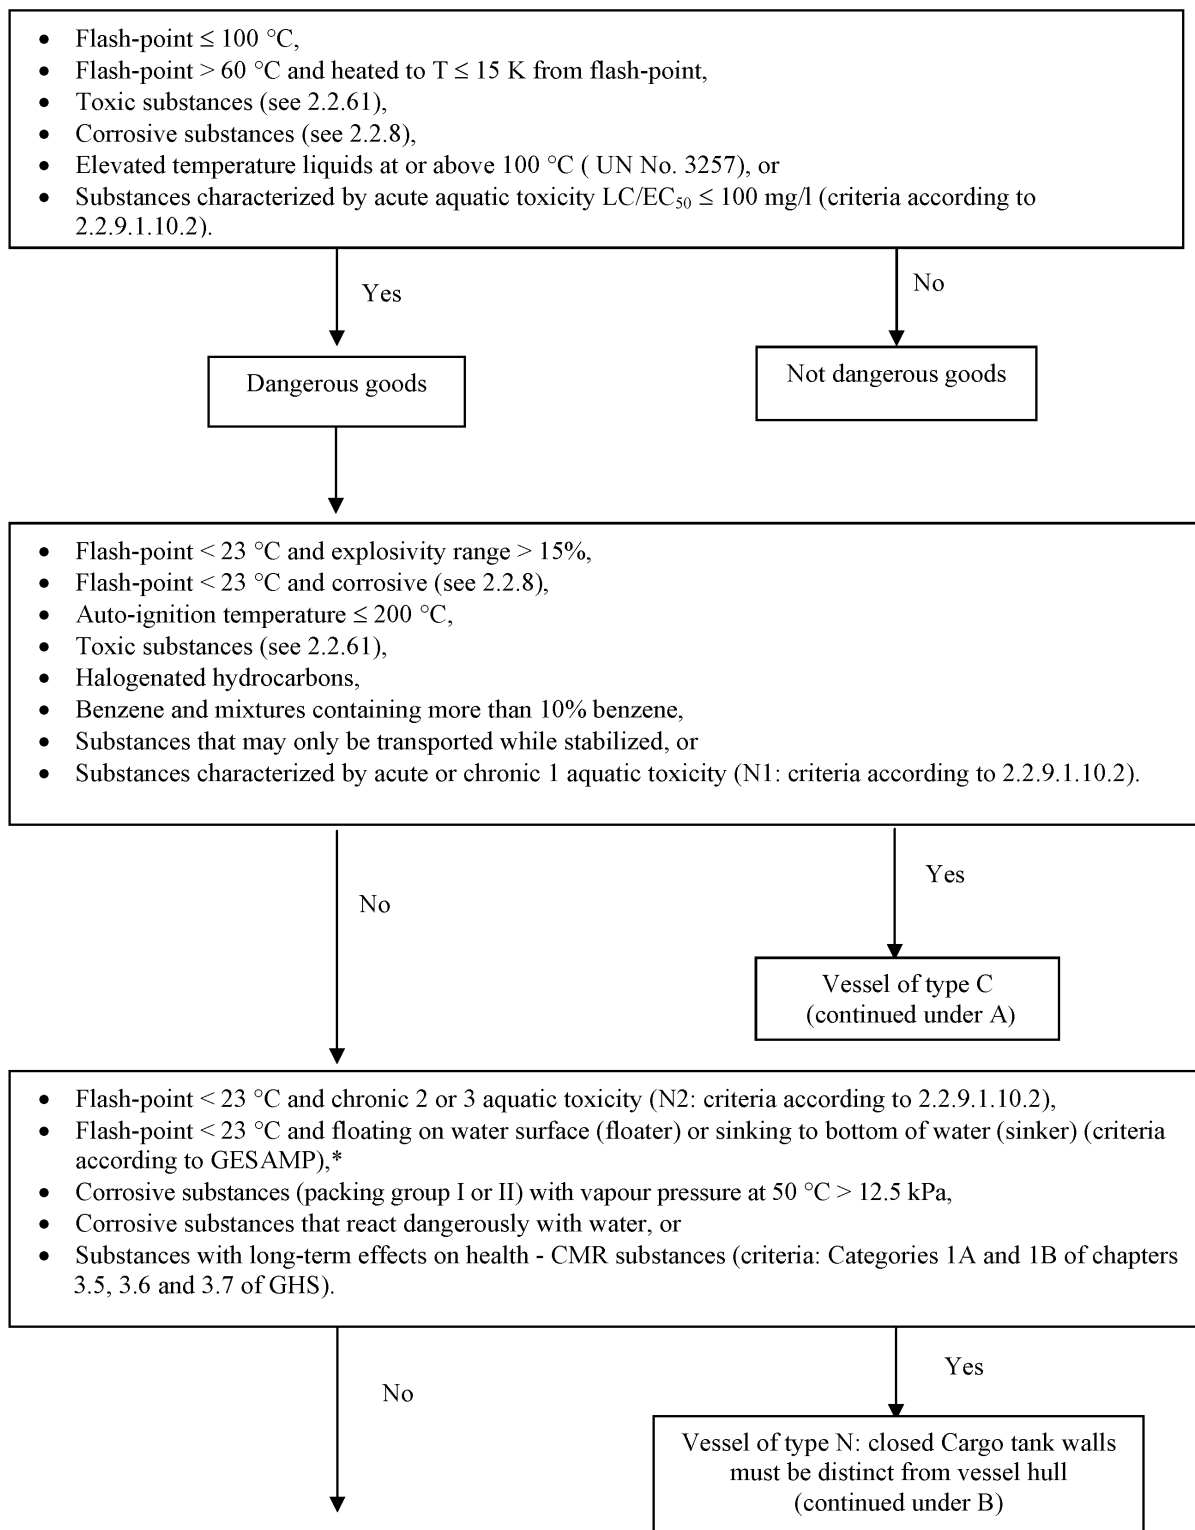 • Flash-point ≤ 100 °C,
• Flash-point > 60 °C and heated to T ≤ 15 K from flash-point,
• Toxic substances (see 2.2.61),
• Corrosive substances (see 2.2.8),
• Elevated temperature liquids at or above 100 °C ( UN No. 3257), or
• Substances characterized by acute aquatic toxicity LC/EC₅₀ ≤ 100 mg/l (criteria according to
2.2.9.1.10.2).
Yes
No
Dangerous goods
Not dangerous goods
• Flash-point < 23 °C and explosivity range > 15%,
• Flash-point < 23 °C and corrosive (see 2.2.8),
• Auto-ignition temperature ≤ 200 °C,
• Toxic substances (see 2.2.61),
• Halogenated hydrocarbons,
• Benzene and mixtures containing more than 10% benzene,
• Substances that may only be transported while stabilized, or
• Substances characterized by acute or chronic 1 aquatic toxicity (N1: criteria according to 2.2.9.1.10.2).
No
Yes
Vessel of type C
(continued under A)
• Flash-point < 23 °C and chronic 2 or 3 aquatic toxicity (N2: criteria according to 2.2.9.1.10.2),
• Flash-point < 23 °C and floating on water surface (floater) or sinking to bottom of water (sinker) (criteria
according to GESAMP),*
• Corrosive substances (packing group I or II) with vapour pressure at 50 °C > 12.5 kPa,
• Corrosive substances that react dangerously with water, or
• Substances with long-term effects on health - CMR substances (criteria: Categories 1A and 1B of chapters
3.5, 3.6 and 3.7 of GHS).
No
Yes
Vessel of type N: closed Cargo tank walls
must be distinct from vessel hull
(continued under B)